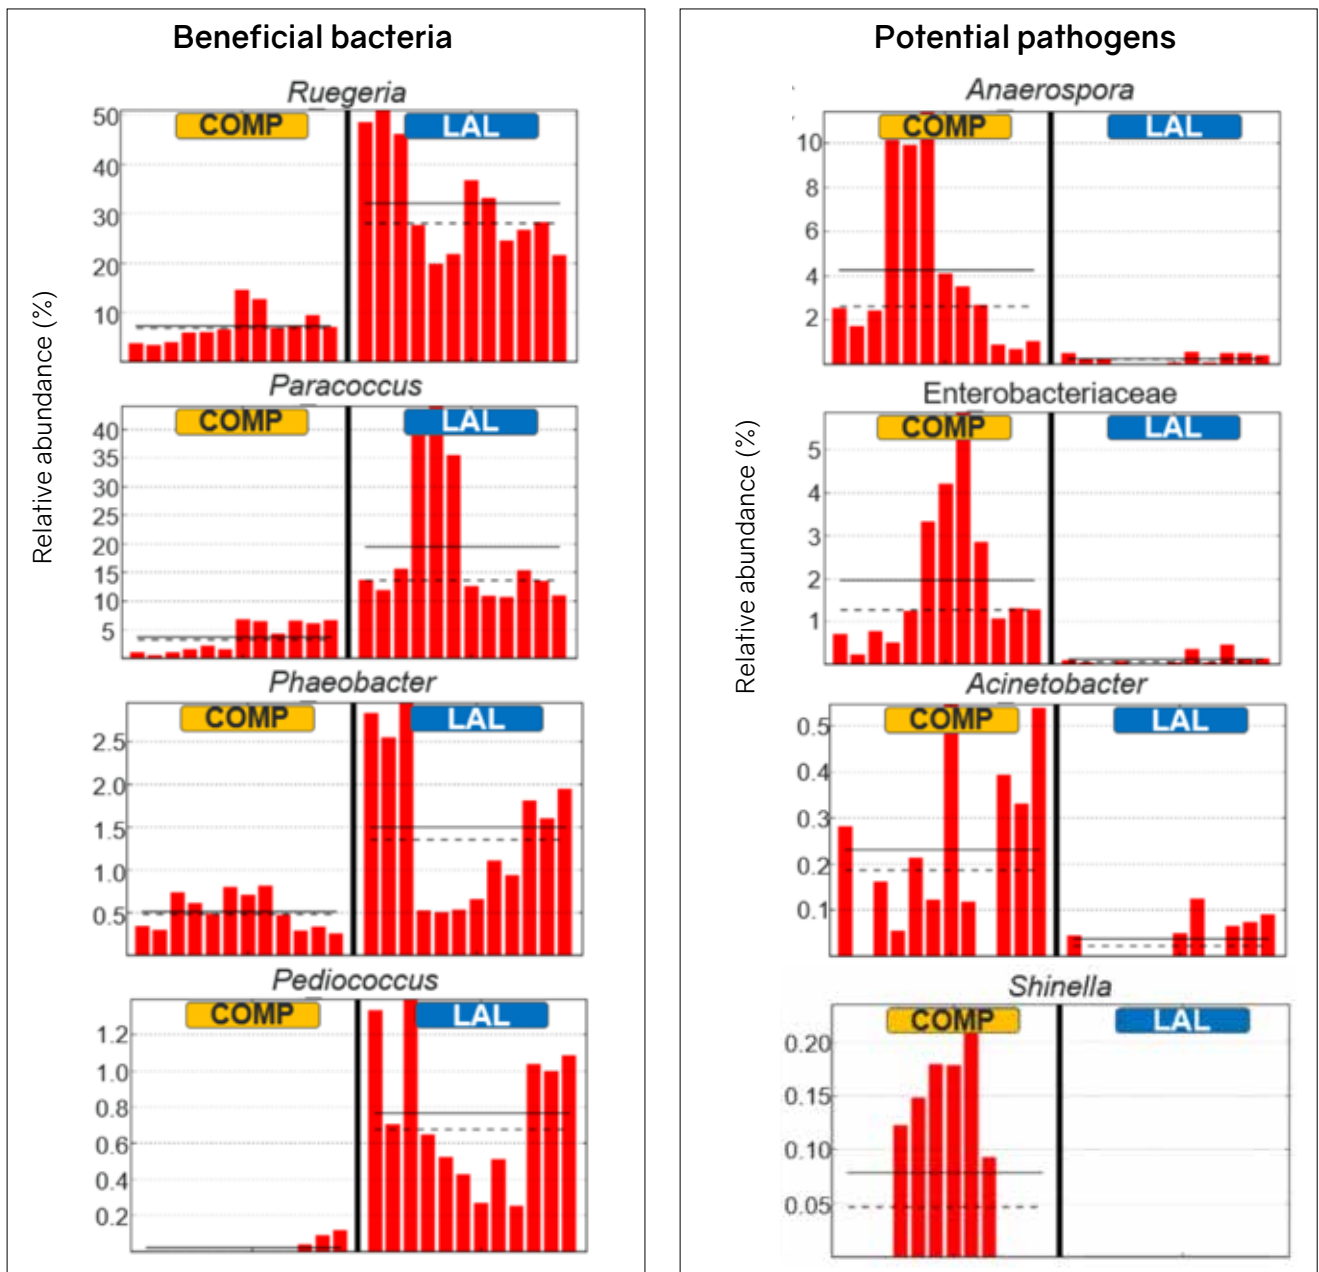 Beneficial bacteria
Relative abundance (%)
Ruegeria
COMP LAL
50
40
30
20
10
Paracoccus
COMP LAL
40
35
30
25
20
15
10
5
Phaeobacter
COMP LAL
2.5
2.0
1.5
1.0
0.5
Pediococcus
COMP LAL
1.2
1.0
0.8
0.6
0.4
0.2
Potential pathogens
Relative abundance (%)
Anaerospora
COMP LAL
10
8
6
4
2
Enterobacteriaceae
COMP LAL
5
4
3
2
1
Acinetobacter
COMP LAL
0.5
0.4
0.3
0.2
0.1
Shinella
COMP LAL
0.20
0.15
0.10
0.05